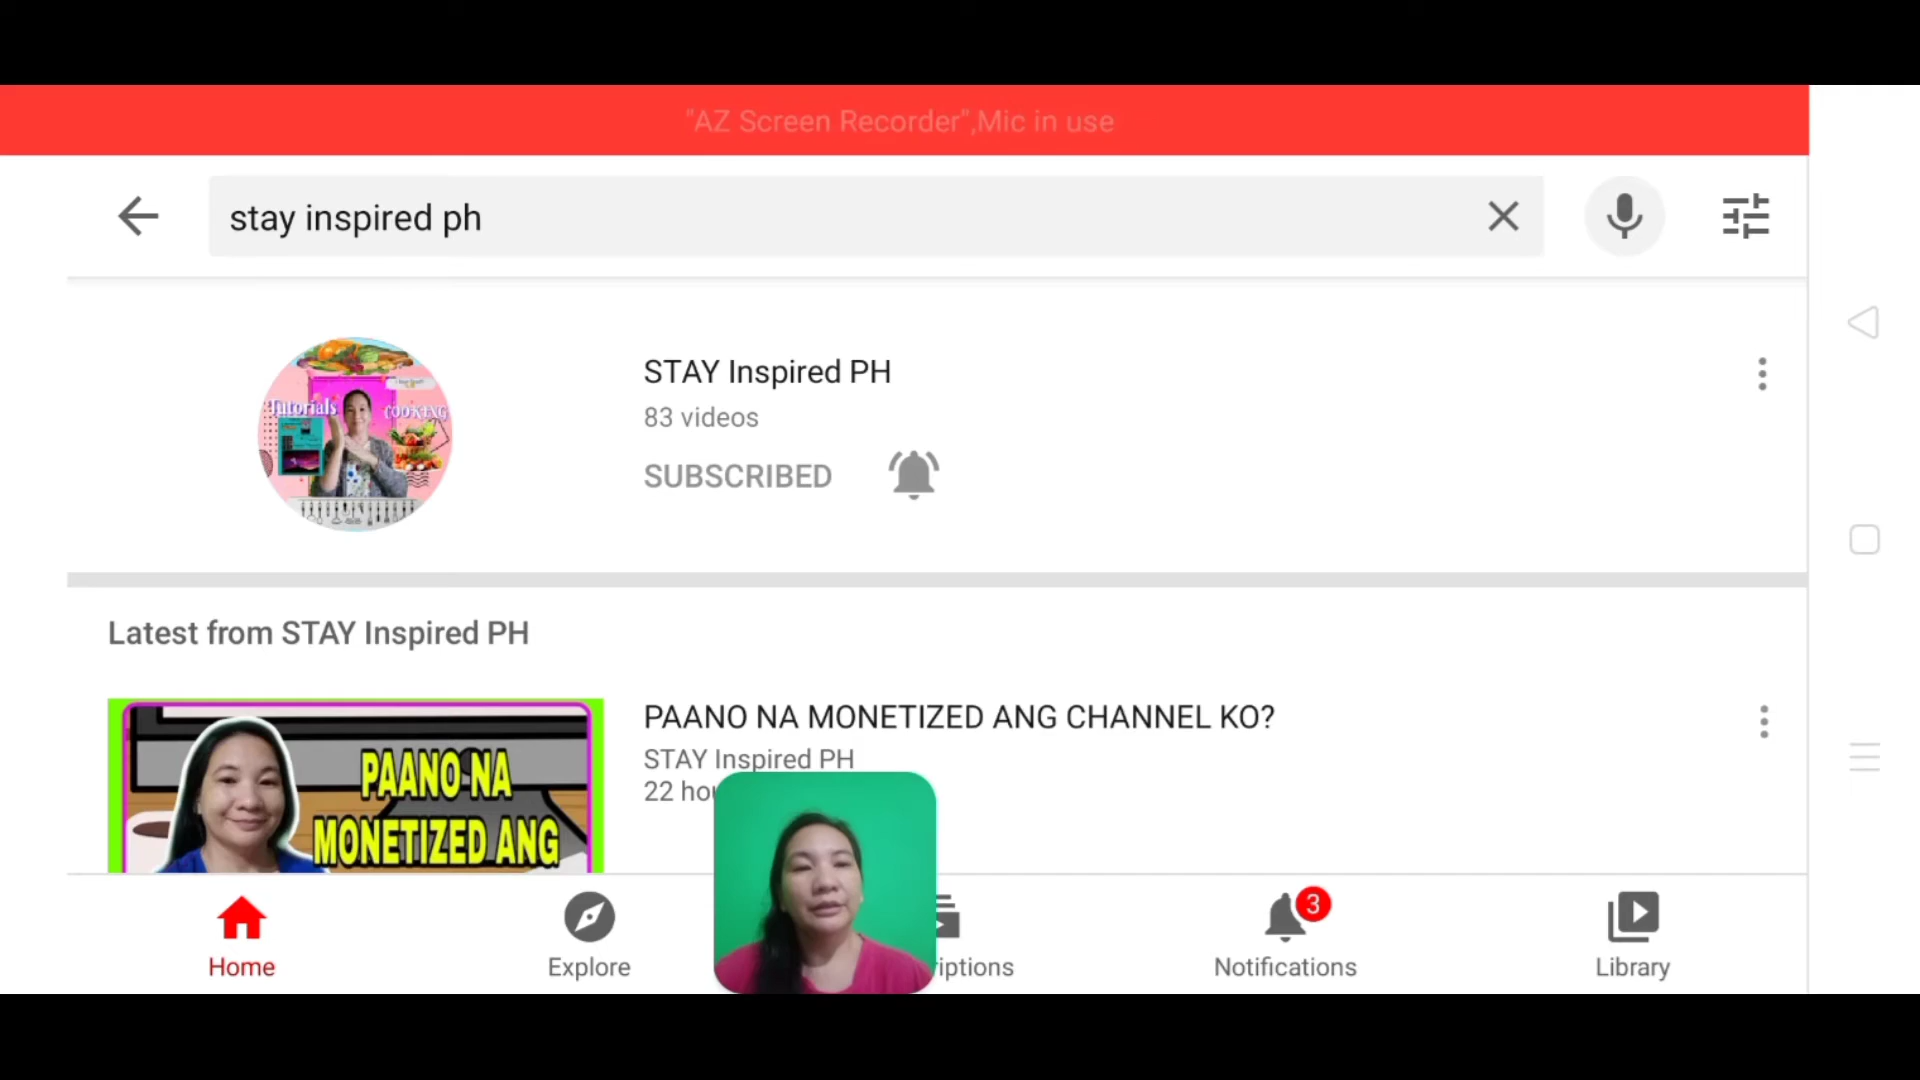 "AZ Screen Recorder",Mic in use
stay inspired ph
STAY Inspired PH
83 videos
SUBSCRIBED
Tutorials
COOKING
Latest from STAY Inspired PH
PAANO NA MONETIZED ANG CHANNEL KO?
STAY Inspired PH
22
PAANO NA
MONETIZED ANG
3
Home
Explore
Notifications
Library